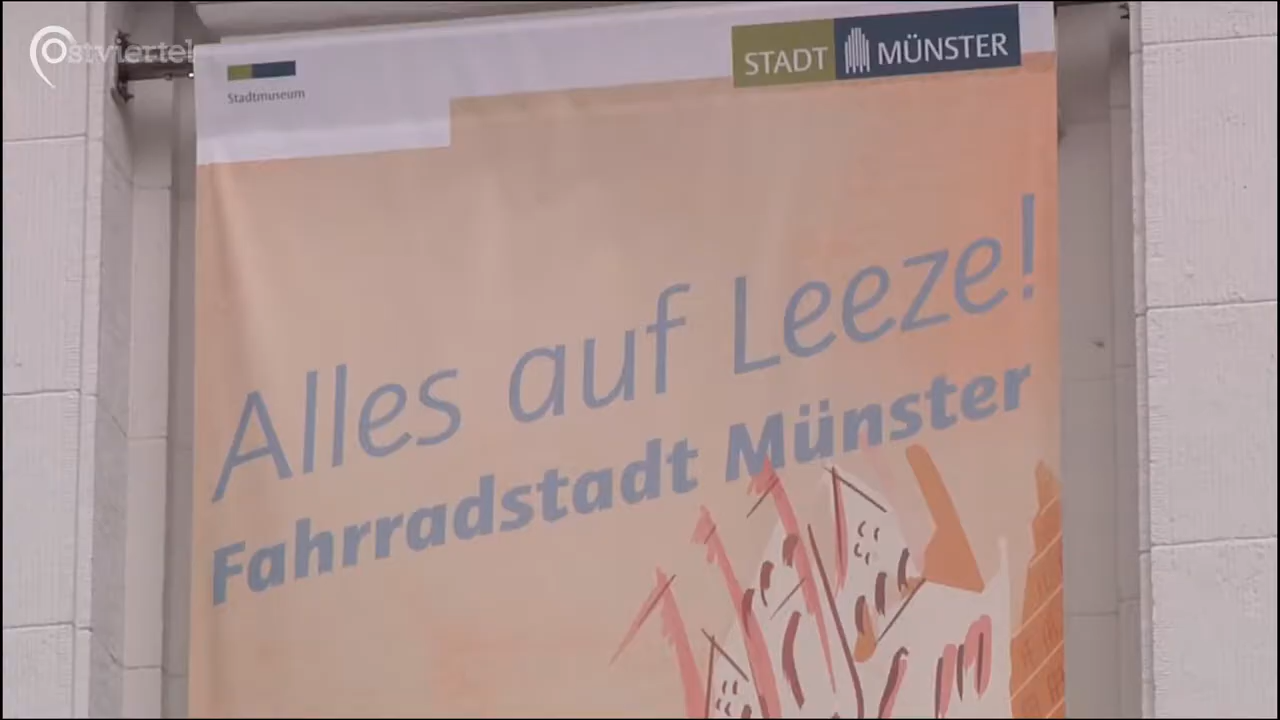 Ostviertel
STADT MÜNSTER
Stadtmuseum
Alles auf Leeze!
Fahrradstadt Münster